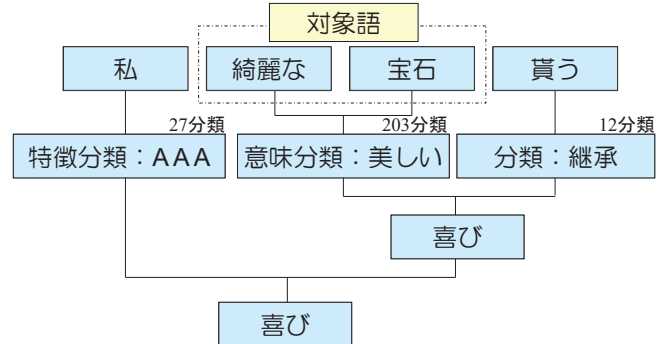 対象語
私
綺麗な
宝石
貰う
27分類
203分類
12分類
特徴分類：AAA
意味分類：美しい
分類：継承
喜び
喜び